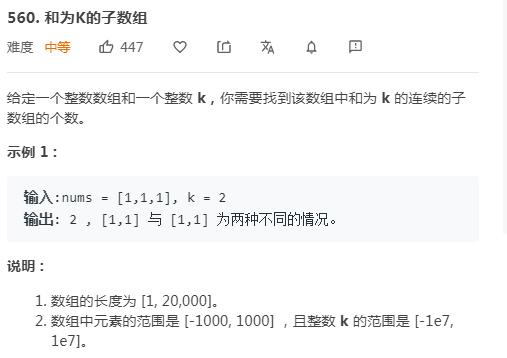 560. 和为K的子数组
难度 中等 447
给定一个整数数组和一个整数 k，你需要找到该数组中和为 k 的连续的子
数组的个数。
示例 1 :
输入:nums = [1,1,1], k = 2
输出: 2 , [1,1] 与 [1,1] 为两种不同的情况。
说明 :
1. 数组的长度为 [1, 20,000]。
2. 数组中元素的范围是 [-1000, 1000] ，且整数 k 的范围是 [-1e7,
1e7]。